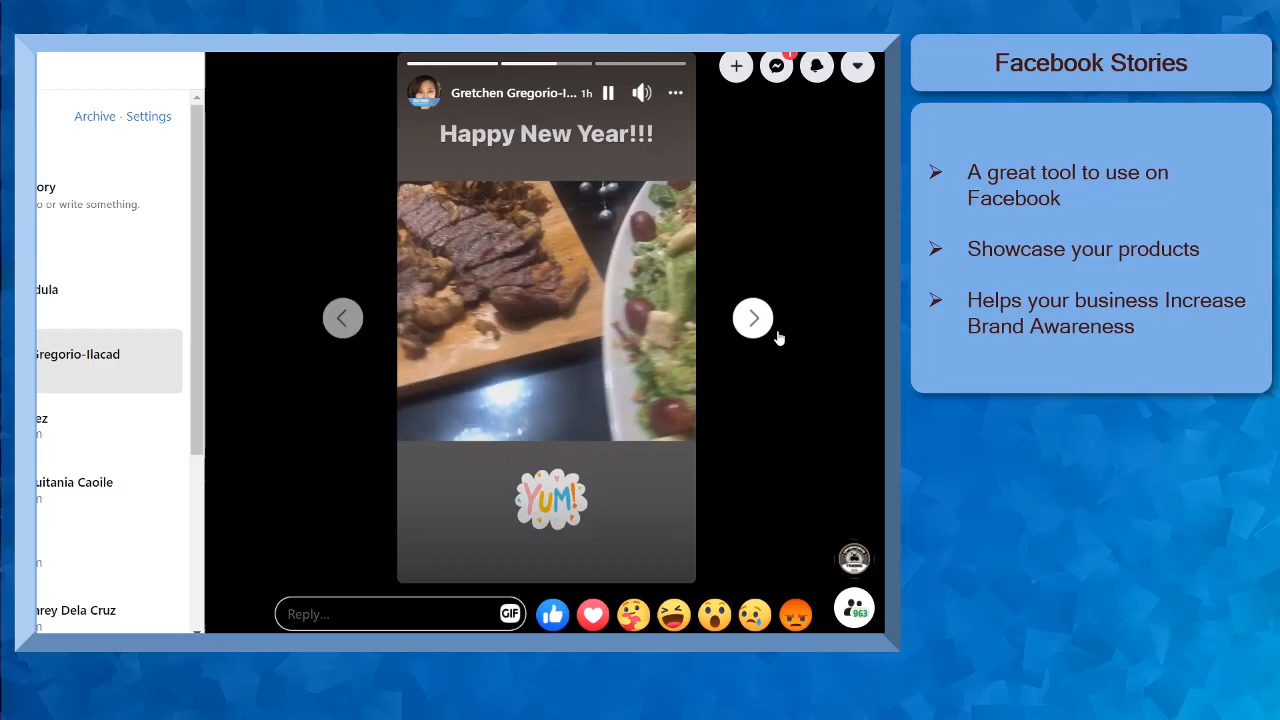 Facebook Stories
A great tool to use on
Facebook
Showcase your products
Helps your business Increase
Brand Awareness
Archive · Settings
ory
o or write something.
dula
Gregorio-Ilacad
ez
m
uitania Caoile
m
m
arey Dela Cruz
m
Gretchen Gregorio-I... 1h
Happy New Year!!!
YUM!
Reply...
GIF
1
963